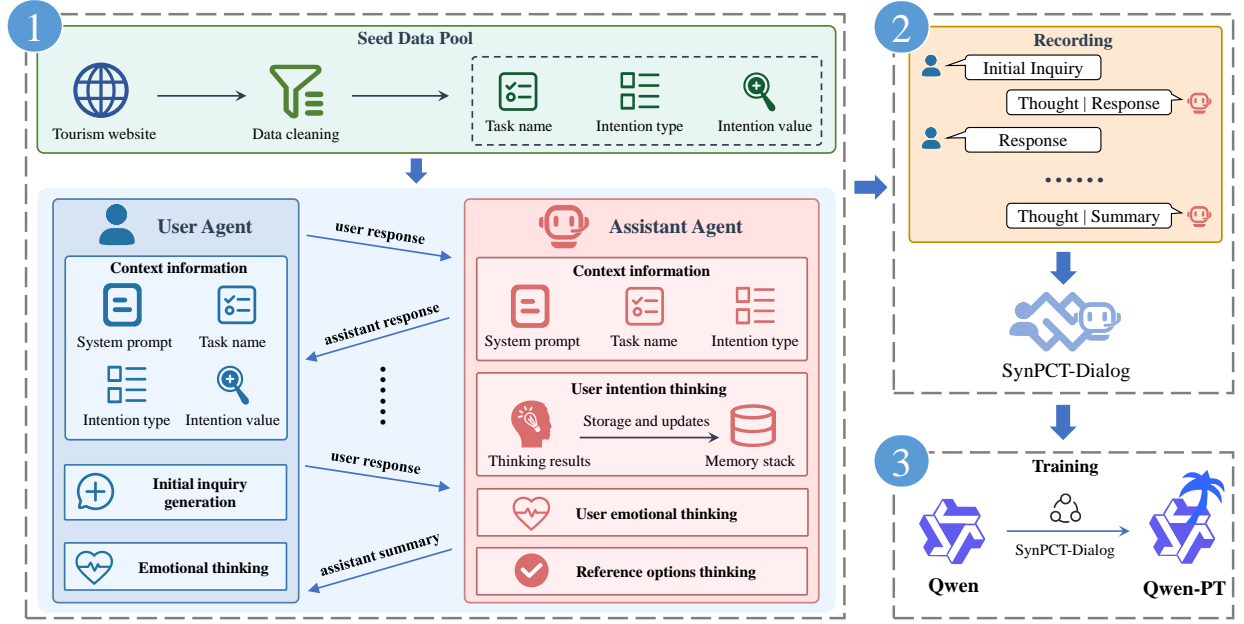 1
Seed Data Pool
Tourism website
Data cleaning
Task name
Intention type
Intention value
User Agent
Context information
System prompt
Task name
Intention type
Intention value
Initial inquiry
generation
Emotional thinking
user response
assistant response
user response
assistant summary
Assistant Agent
Context information
System prompt
Task name
Intention type
User intention thinking
Storage and updates
Thinking results
Memory stack
User emotional thinking
Reference options thinking
2
Recording
Initial Inquiry
Thought | Response
Response
......
Thought | Summary
SynPCT-Dialog
3
Training
SynPCT-Dialog
Qwen
Qwen-PT